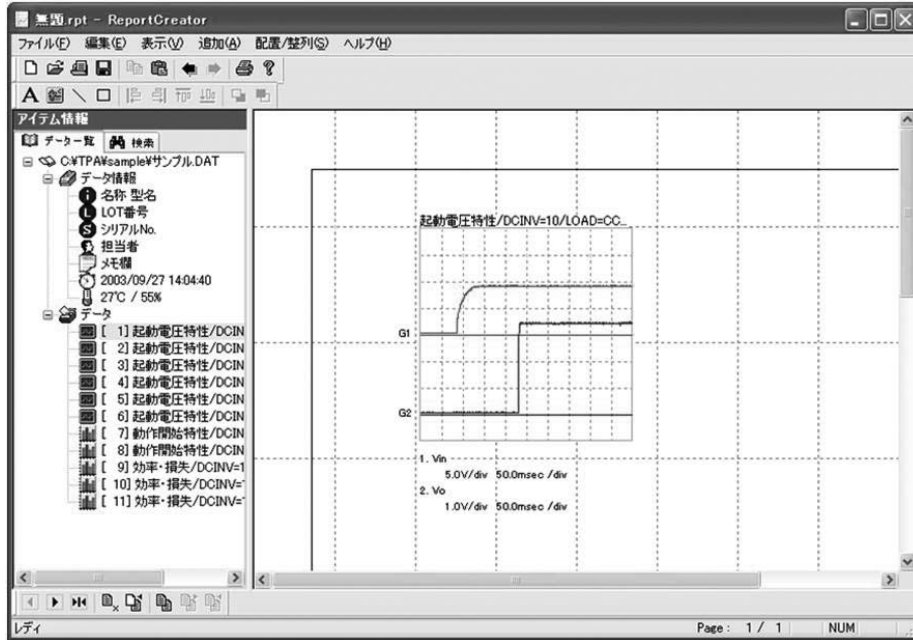 無題.rpt - ReportCreator
ファイル(F) 編集(E) 表示(V) 追加(A) 配置/整列(S) ヘルプ(H)
アイテム情報
データ一覧 検索
C:¥TPA¥sample¥サンプル.DAT
データ情報
名称 型名
LOT番号
シリアルNo.
担当者
メモ欄
2003/09/27 14:04:40
27℃ / 55%
データ
[ 1] 起動電圧特性/DCIN
[ 2] 起動電圧特性/DCIN
[ 3] 起動電圧特性/DCIN
[ 4] 起動電圧特性/DCIN
[ 5] 起動電圧特性/DCIN
[ 6] 起動電圧特性/DCIN
[ 7] 動作開始特性/DCIN
[ 8] 動作開始特性/DCIN
[ 9] 効率・損失/DCINV=1
[ 10] 効率・損失/DCINV=
[ 11] 効率・損失/DCINV=
起動電圧特性/DCINV=10/LOAD=CC...
G1
G2
1. Vin
5.0V/div 50.0msec /div
2. Vo
1.0V/div 50.0msec /div
レディ
Page : 1 / 1 NUM